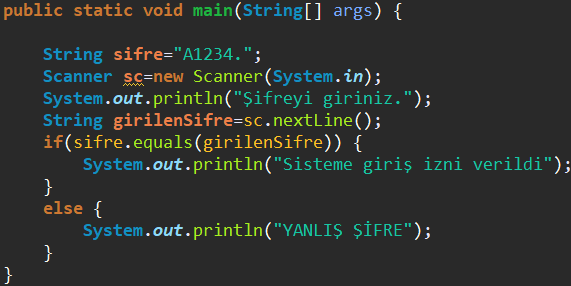 public static void main(String[] args) {
String sifre="A1234.";
Scanner sc=new Scanner(System.in);
System.out.println("Şifreyi giriniz.");
String girilenSifre=sc.nextLine();
if(sifre.equals(girilenSifre)) {
System.out.println("Sisteme giriş izni verildi");
}
else {
System.out.println("YANLIŞ ŞİFRE");
}
}